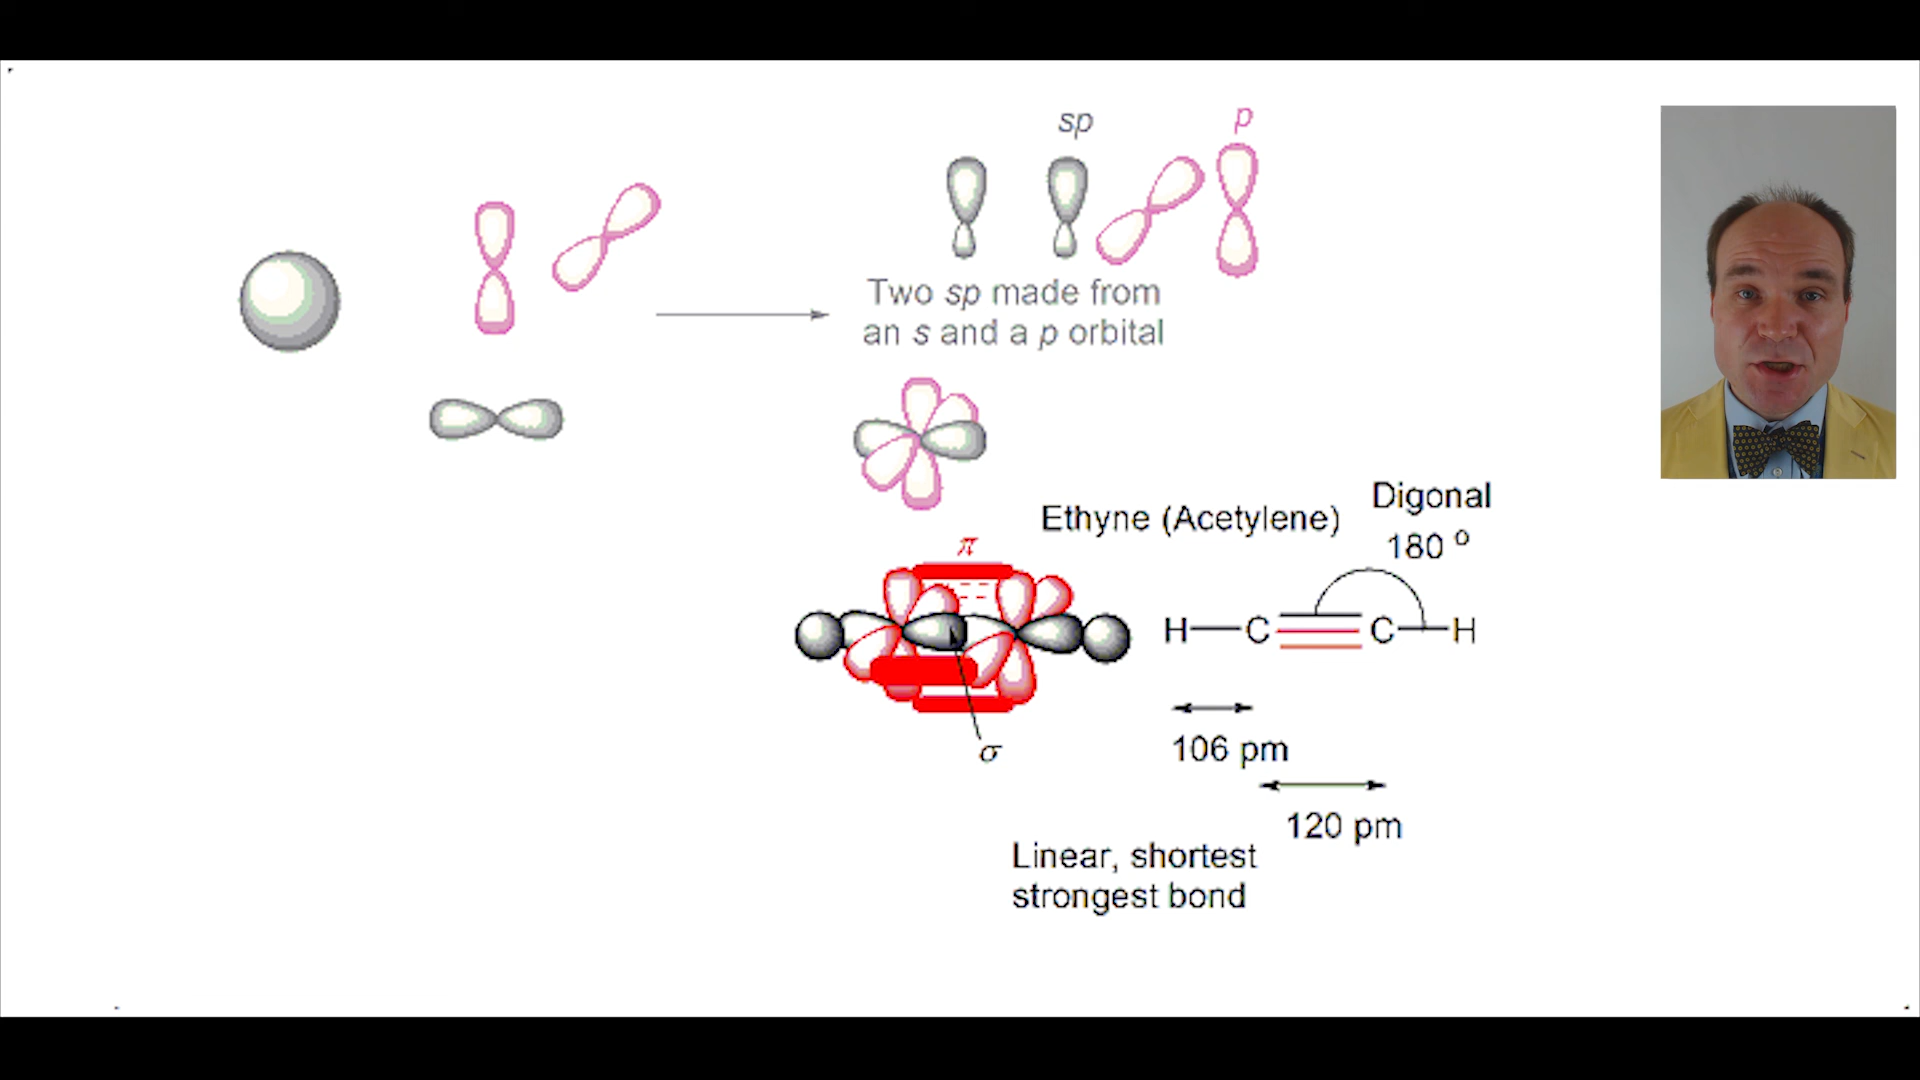 sp
p
Two sp made from
an s and a p orbital
Ethyne (Acetylene)
Digonal
180 º
π
H C C H
σ
106 pm
120 pm
Linear, shortest
strongest bond